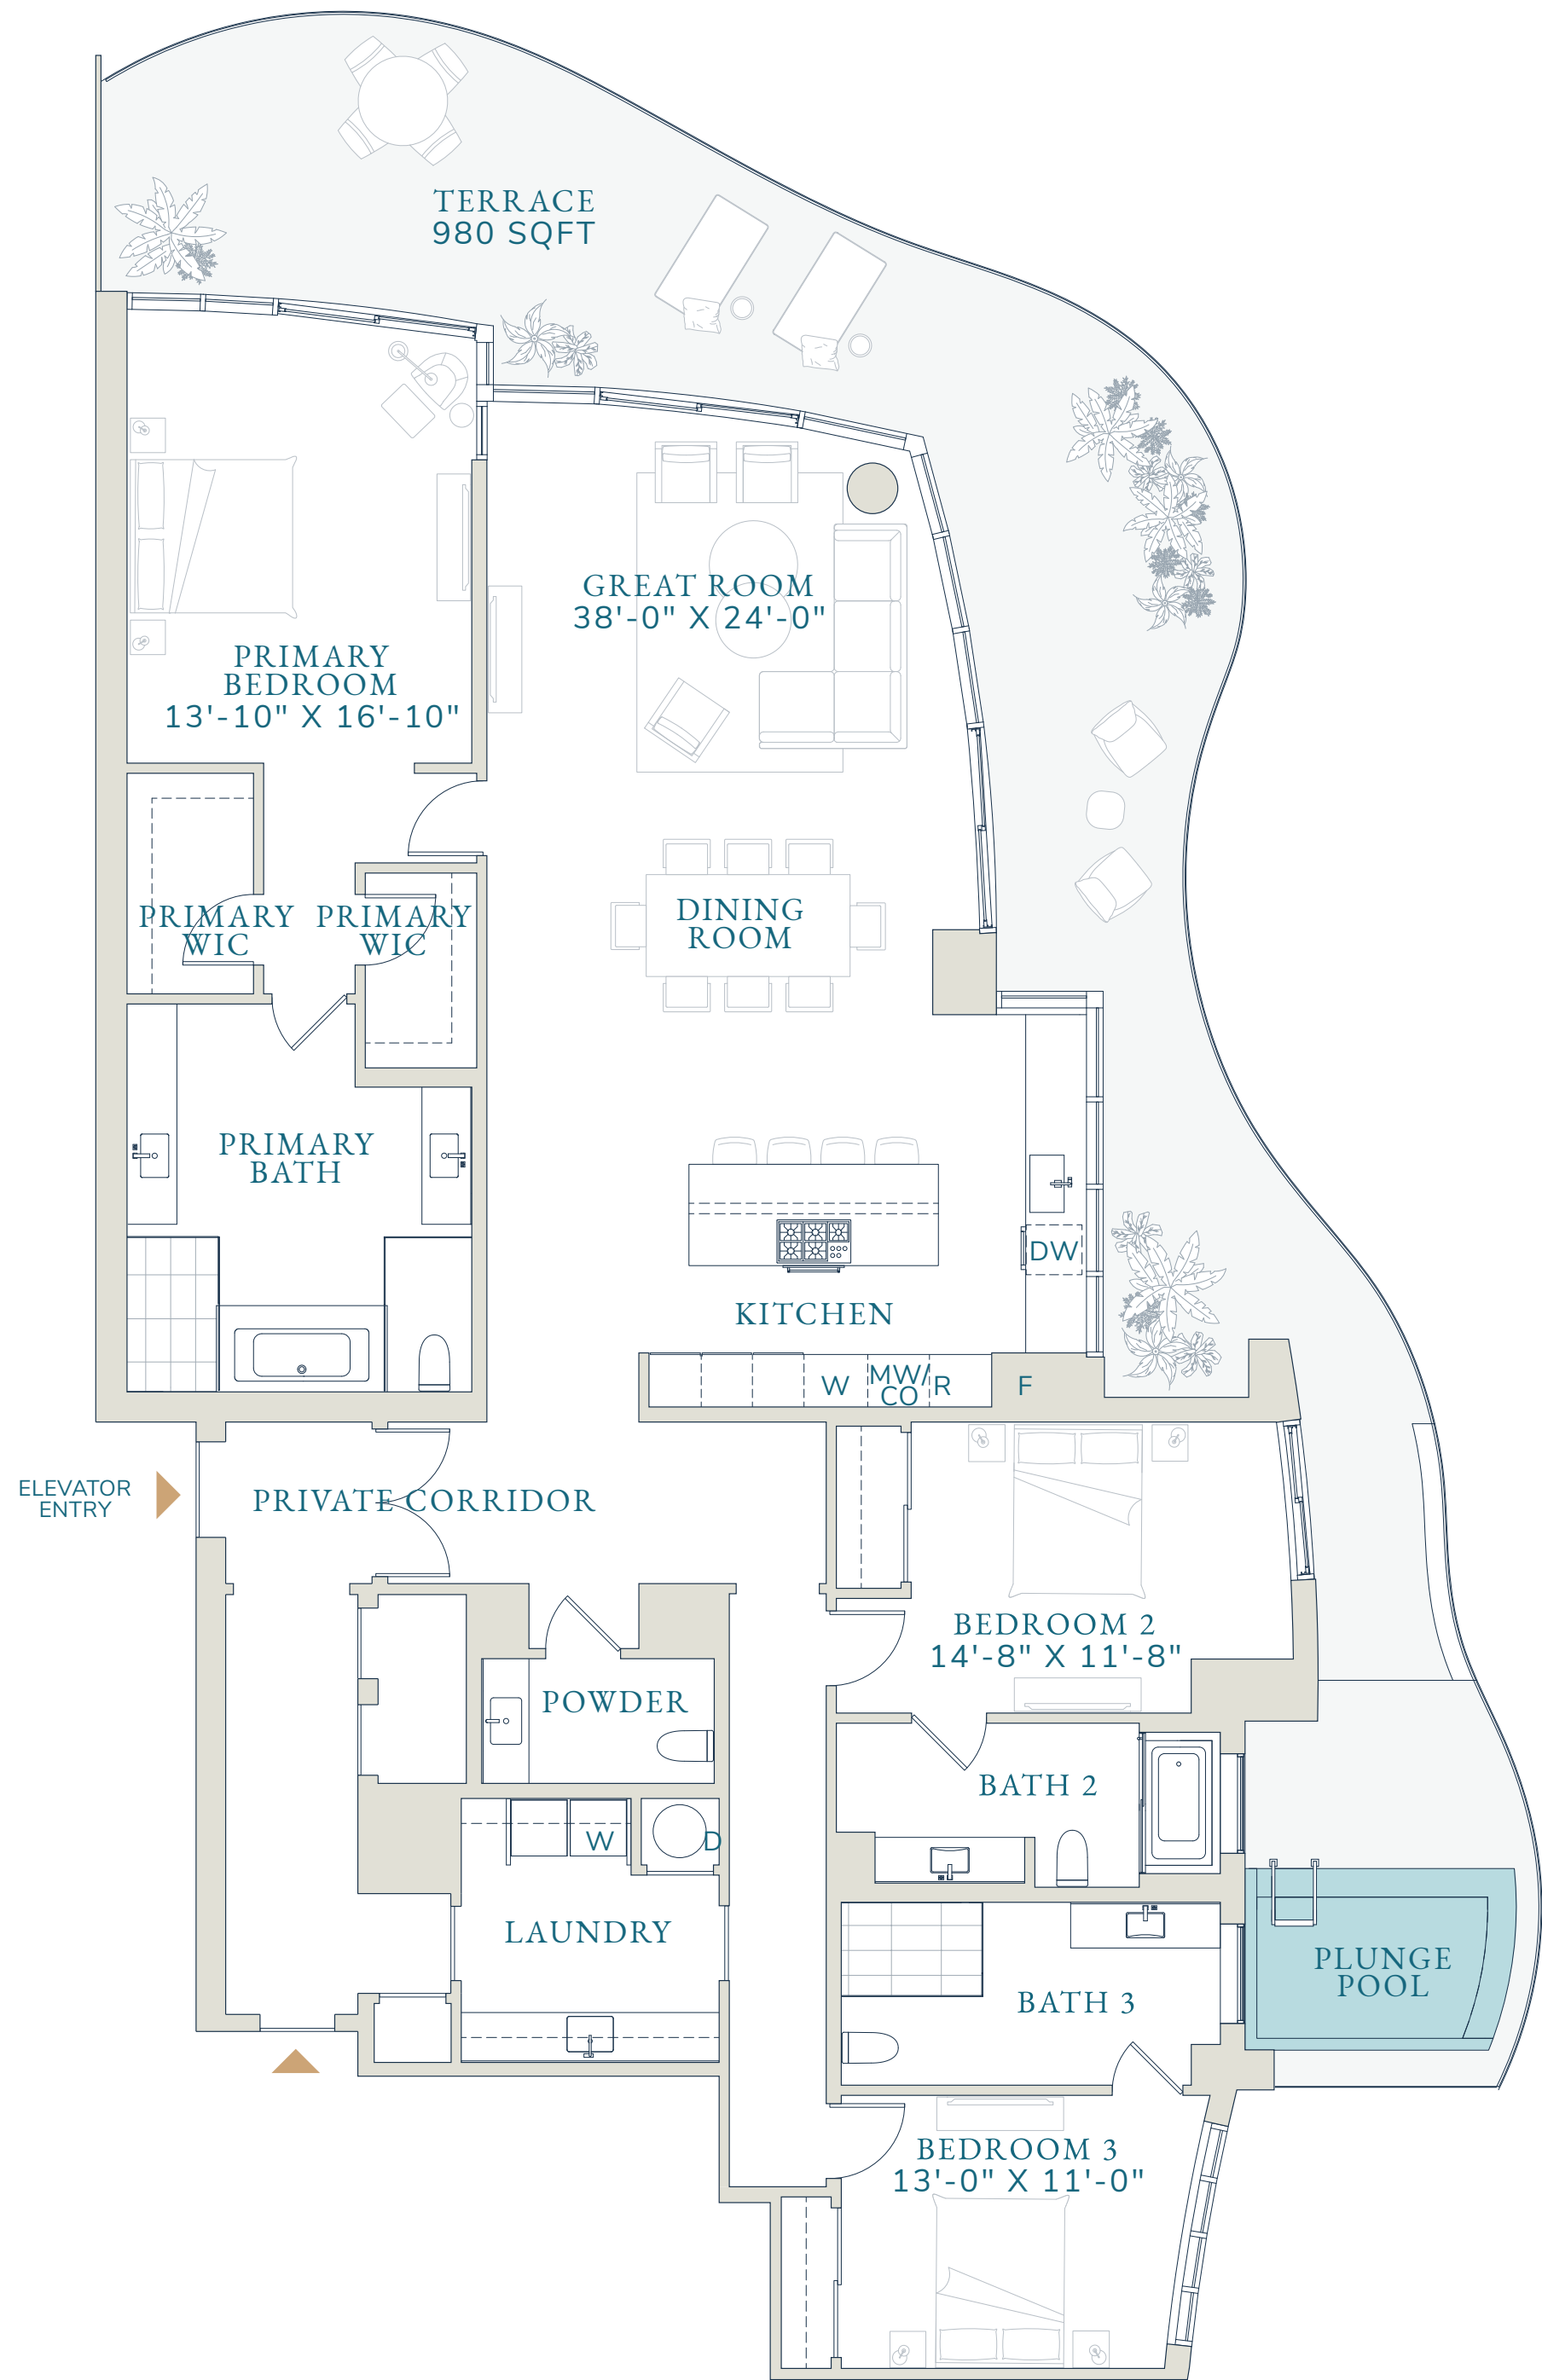 TERRACE
980 SQFT
GREAT ROOM
38'-0" X 24'-0"
PRIMARY
BEDROOM
13'-10" X 16'-10"
PRIMARY
WIC
PRIMARY
WIC
DINING
ROOM
PRIMARY
BATH
DW
KITCHEN
W
MW/
CO
R
F
ELEVATOR
ENTRY
PRIVATE CORRIDOR
BEDROOM 2
14'-8" X 11'-8"
POWDER
BATH 2
W
D
LAUNDRY
PLUNGE
POOL
BATH 3
BEDROOM 3
13'-0" X 11'-0"